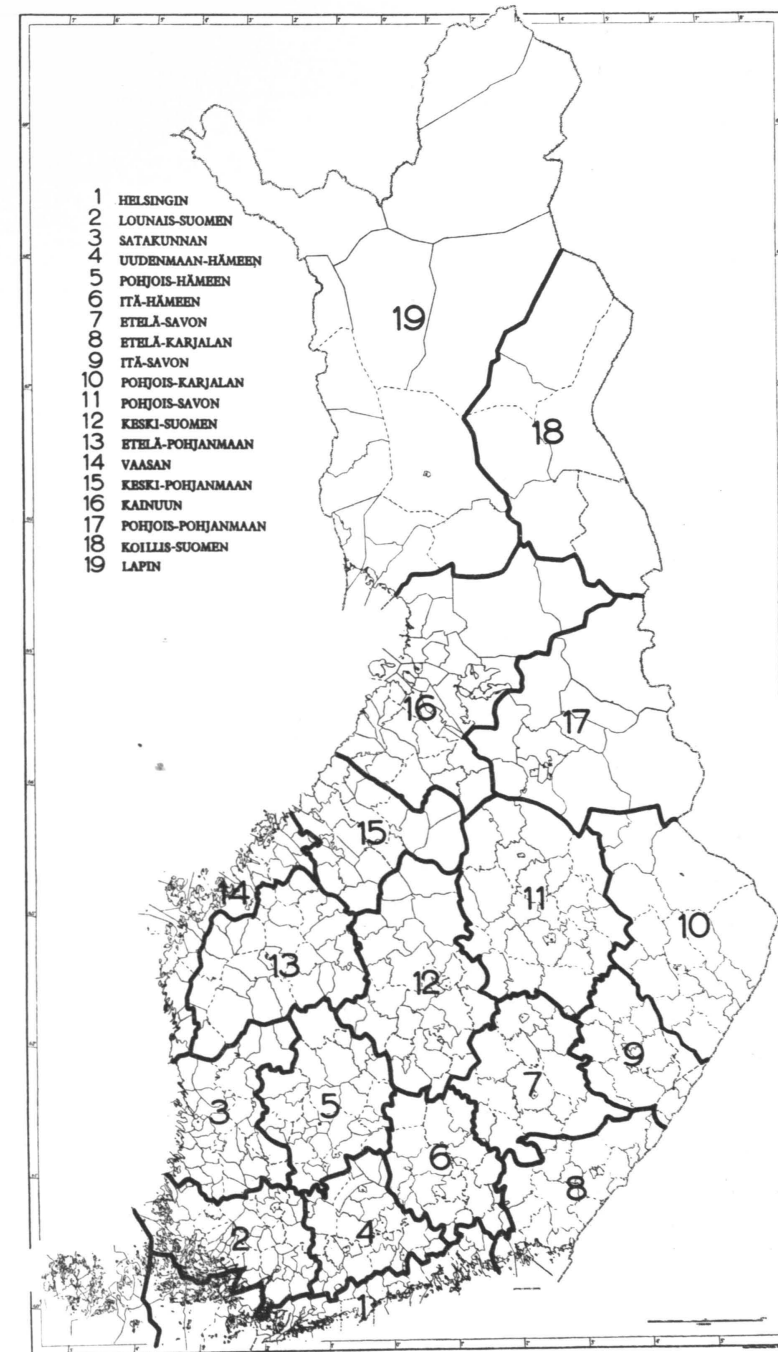 1 HELSINGIN
2 LOUNAIS-SUOMEN
3 SATAKUNNAN
4 UUDENMAAN-HÄMEEN
5 POHJOIS-HÄMEEN
6 ITÄ-HÄMEEN
7 ETELÄ-SAVON
8 ETELÄ-KARJALAN
9 ITÄ-SAVON
10 POHJOIS-KARJALAN
11 POHJOIS-SAVON
12 KESKI-SUOMEN
13 ETELÄ-POHJANMAAN
14 VAASAN
15 KESKI-POHJANMAAN
16 KAINUUN
17 POHJOIS-POHJANMAAN
18 KOILLIS-SUOMEN
19 LAPIN
19
18
16
17
15
14
11
10
13
12
9
7
3
5
6
8
2
4
1